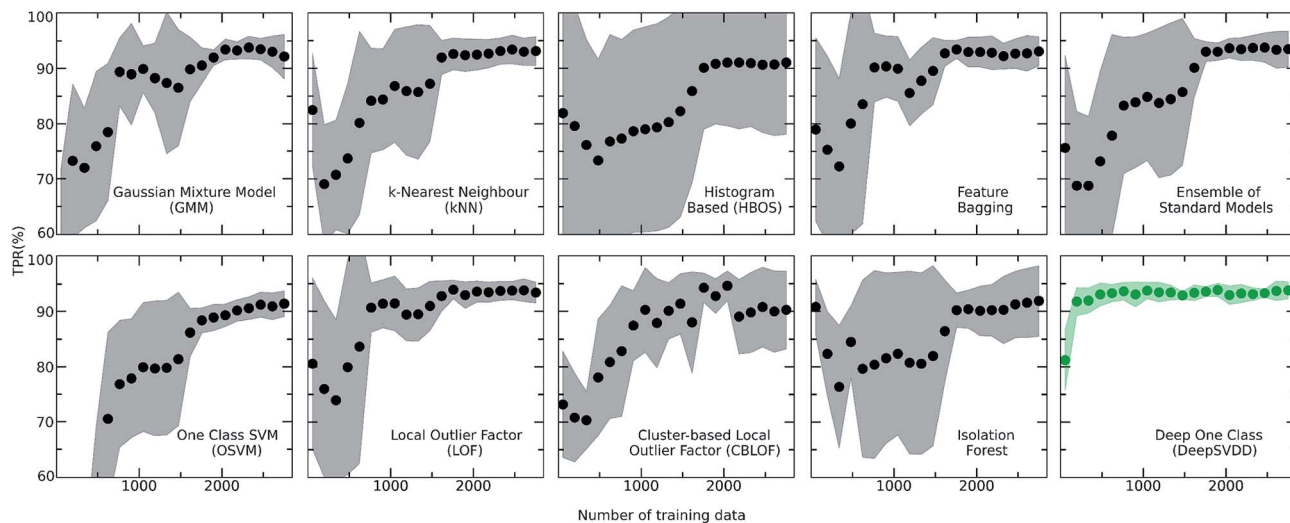 100
90
80
70
60
Gaussian Mixture Model
(GMM)
k-Nearest Neighbour
(kNN)
Histogram
Based (HBOS)
Feature
Bagging
Ensemble of
Standard Models
TPR(%)
100
90
80
70
60
One Class SVM
(OSVM)
Local Outlier Factor
(LOF)
Cluster-based Local
Outlier Factor (CBLOF)
Isolation
Forest
Deep One Class
(DeepSVDD)
1000 2000 1000 2000 1000 2000 1000 2000 1000 2000
Number of training data